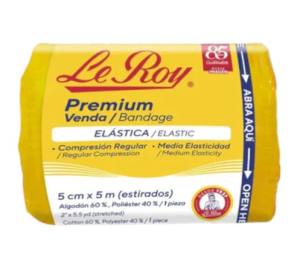 85
Le Roy®
Premium
Venda / Bandage
ELÁSTICA / ELASTIC
• Compresión Regular • Media Elasticidad
/ Regular Compression / Medium Elasticity
5 cm x 5 m (estirados)
Algodón 60 %, Poliéster 40 % / 1 pieza
2" x 5.5 yd (stretched)
Cotton 60 %, Polyester 40 % / 1 piece
ABRA AQUÍ
OPEN HE